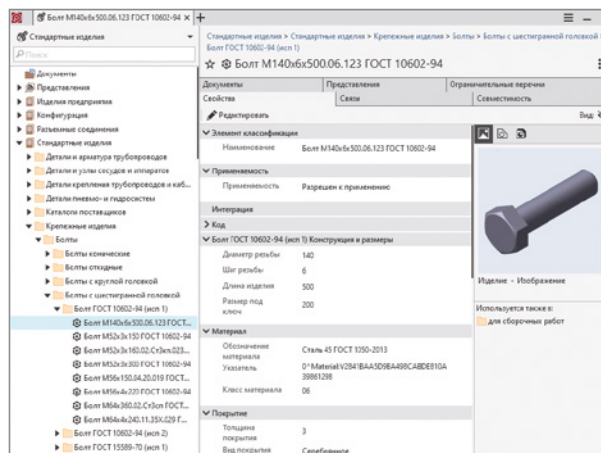 Болт М140х6х500.06.123 ГОСТ 10602-94
Стандартные изделия
Поиск
Документы
Представления
Изделия предприятия
Конфигурация
Разъемные соединения
Стандартные изделия
Детали и арматура трубопроводов
Детали и узлы сосудов и аппаратов
Детали крепления трубопроводов и каб...
Детали пневмо- и гидросистем
Каталоги поставщиков
Крепежные изделия
Болты
Болты конические
Болты откидные
Болты с круглой головкой
Болты с шестигранной головкой
Болт ГОСТ 10602-94 (исп 1)
Болт М140х6х500.06.123 ГОСТ...
Болт М52х3х150 ГОСТ 10602-94
Болт М52х3х160.02.Ст3кп.023...
Болт М52х3х300 ГОСТ 10602-94
Болт М56х150.04.20.019 ГОСТ...
Болт М56х4х220 ГОСТ 10602-94
Болт М64х360.02.Ст3сп ГОСТ...
Болт М64х4х240.11.35Х.029 Г...
Болт ГОСТ 10602-94 (исп 2)
Болт ГОСТ 15589-70 (исп 1)
Стандартные изделия > Стандартные изделия > Крепежные изделия > Болты > Болты с шестигранной головкой
Болт ГОСТ 10602-94 (исп 1)
Болт М140х6х500.06.123 ГОСТ 10602-94
Документы Представления Ограничительные перечни
Свойства Связи Совместимость
Редактировать Вид:
Элемент классификации
Наименование Болт М140х6х500.06.123 ГОСТ 10602-94
Применяемость
Применяемость Разрешен к применению
Интеграция
Код
Болт ГОСТ 10602-94 (исп 1) Конструкция и размеры
Диаметр резьбы 140
Шаг резьбы 6
Длина изделия 500
Размер под
ключ 200
Материал
Обозначение
материала Сталь 45 ГОСТ 1050-2013
Указатель
Класс материала 06
Покрытие
Толщина
покрытия 3
Вид покрытия Серебряное
Изделие - Изображение
Используется также в:
для сборочных работ